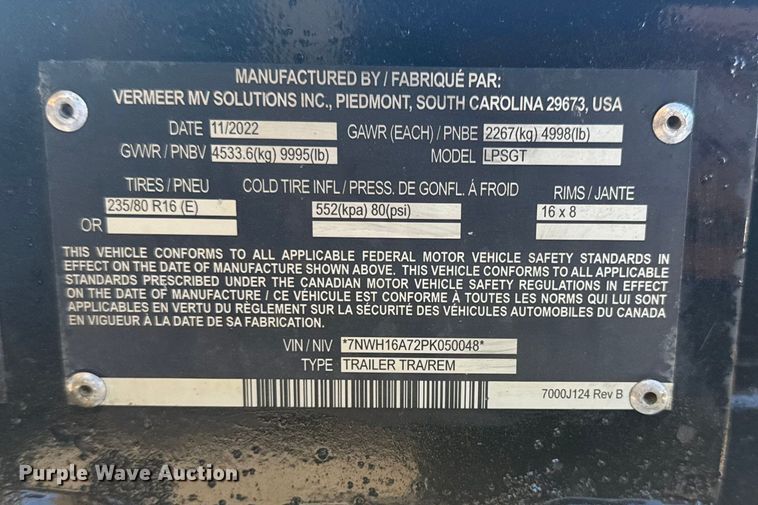 MANUFACTURED BY / FABRIQUÉ PAR:
VERMEER MV SOLUTIONS INC., PIEDMONT, SOUTH CAROLINA 29673, USA
DATE 11/2022 GAWR (EACH) / PNBE 2267(kg) 4998(lb)
GVWR / PNBV 4533.6(kg) 9995(lb) MODEL LPSGT
TIRES / PNEU COLD TIRE INFL / PRESS. DE GONFL. À FROID RIMS / JANTE
235/80 R16 (E) 552(kpa) 80(psi) 16 x 8
OR
THIS VEHICLE CONFORMS TO ALL APPLICABLE FEDERAL MOTOR VEHICLE SAFETY STANDARDS IN
EFFECT ON THE DATE OF MANUFACTURE SHOWN ABOVE. THIS VEHICLE CONFORMS TO ALL APPLICABLE
STANDARDS PRESCRIBED UNDER THE CANADIAN MOTOR VEHICLE SAFETY REGULATIONS IN EFFECT
ON THE DATE OF MANUFACTURE / CE VÉHICULE EST CONFORME À TOUTES LES NORMS QUI LUI SONT
APPLICABLES EN VERTU DU RÈGLEMENT SUR LA SÉCURITÉ DES VÉHICULES AUTOMOBILES DU CANADA
EN VIGUEUR À LA DATE DE SA FABRICATION.
VIN / NIV *7NWH16A72PK050048*
TYPE TRAILER TRA/REM
7000J124 Rev B
Purple Wave Auction